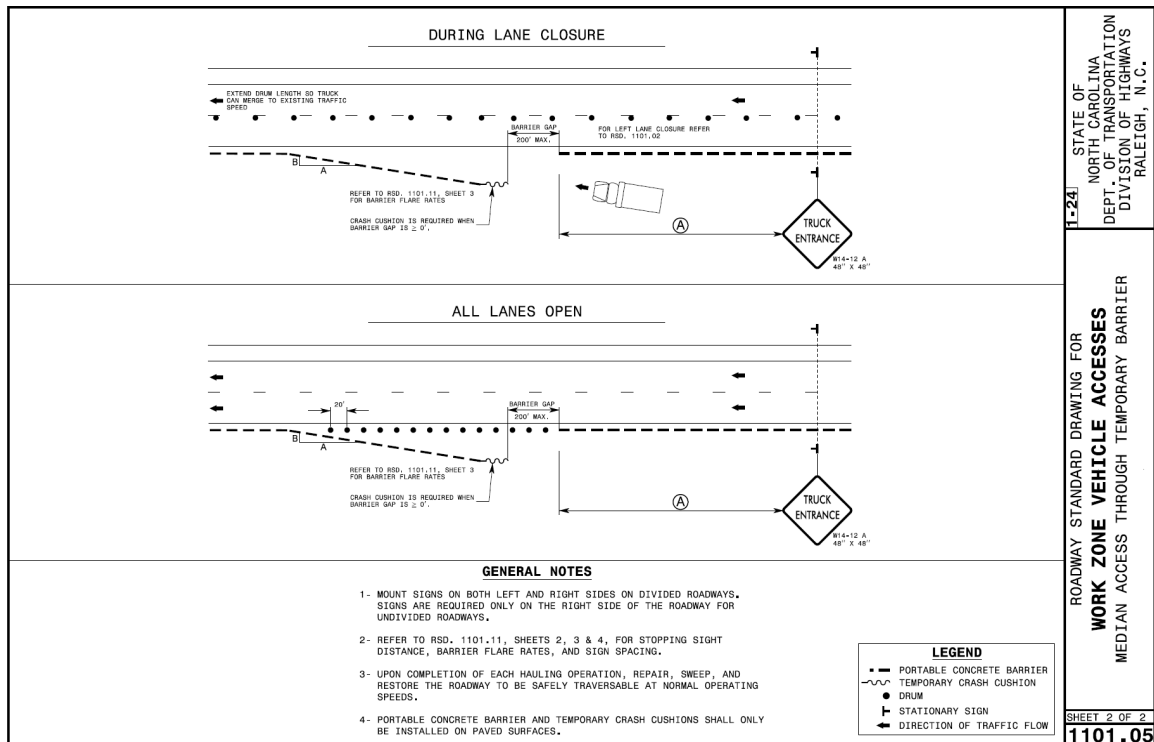 DURING LANE CLOSURE
EXTEND DRUM LENGTH SO TRUCK
CAN MERGE TO EXISTING TRAFFIC
SPEED
BARRIER GAP
200' MAX.
FOR LEFT LANE CLOSURE REFER
TO RSD. 1101.02
B
A
REFER TO RSD. 1101.11, SHEET 3
FOR BARRIER FLARE RATES
CRASH CUSHION IS REQUIRED WHEN
BARRIER GAP IS ≥ 0'.
A
TRUCK
ENTRANCE
W14-12 A
48" X 48"
ALL LANES OPEN
20'
BARRIER GAP
200' MAX.
B
A
REFER TO RSD. 1101.11, SHEET 3
FOR BARRIER FLARE RATES
CRASH CUSHION IS REQUIRED WHEN
BARRIER GAP IS ≥ 0'.
A
TRUCK
ENTRANCE
W14-12 A
48" X 48"
GENERAL NOTES
1- MOUNT SIGNS ON BOTH LEFT AND RIGHT SIDES ON DIVIDED ROADWAYS.
SIGNS ARE REQUIRED ONLY ON THE RIGHT SIDE OF THE ROADWAY FOR
UNDIVIDED ROADWAYS.
2- REFER TO RSD. 1101.11, SHEETS 2, 3 & 4, FOR STOPPING SIGHT
DISTANCE, BARRIER FLARE RATES, AND SIGN SPACING.
3- UPON COMPLETION OF EACH HAULING OPERATION, REPAIR, SWEEP, AND
RESTORE THE ROADWAY TO BE SAFELY TRAVERSABLE AT NORMAL OPERATING
SPEEDS.
4- PORTABLE CONCRETE BARRIER AND TEMPORARY CRASH CUSHIONS SHALL ONLY
BE INSTALLED ON PAVED SURFACES.
LEGEND
PORTABLE CONCRETE BARRIER
TEMPORARY CRASH CUSHION
DRUM
STATIONARY SIGN
DIRECTION OF TRAFFIC FLOW
1-24
STATE OF
NORTH CAROLINA
DEPT. OF TRANSPORTATION
DIVISION OF HIGHWAYS
RALEIGH, N.C.
ROADWAY STANDARD DRAWING FOR
WORK ZONE VEHICLE ACCESSES
MEDIAN ACCESS THROUGH TEMPORARY BARRIER
SHEET 2 OF 2
1101.05